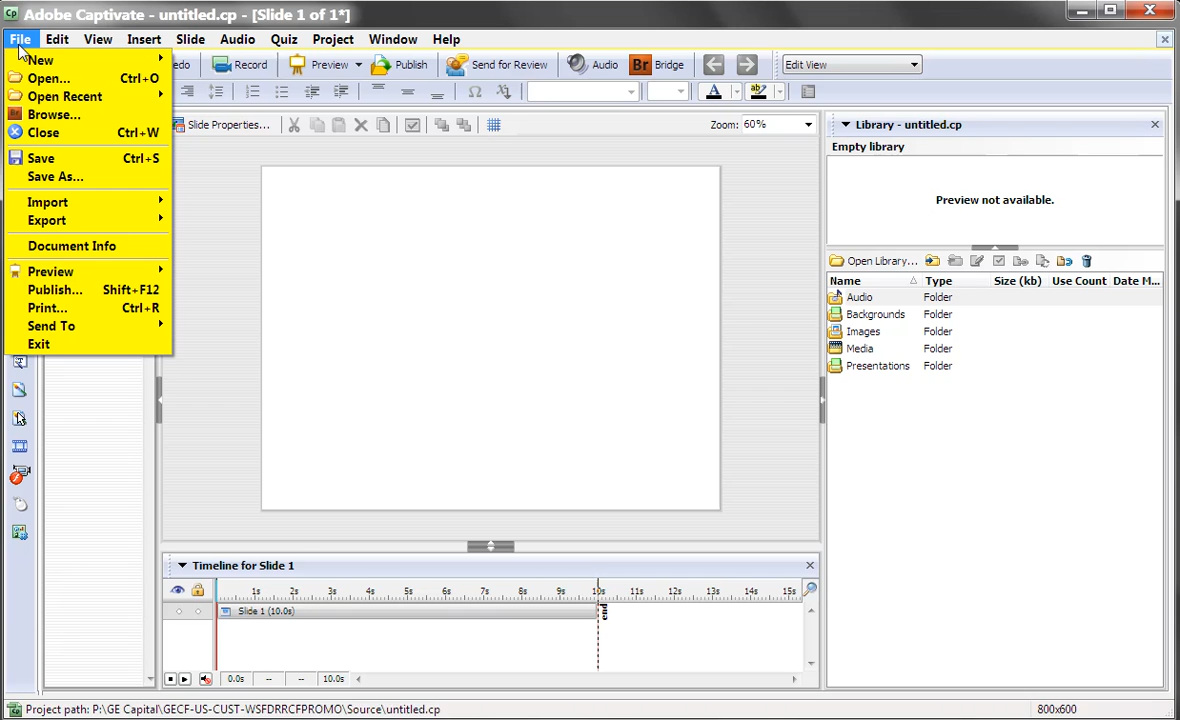 Cp Adobe Captivate - untitled.cp - [Slide 1 of 1*]
File Edit View Insert Slide Audio Quiz Project Window Help
New
Open... Ctrl+O
Open Recent
Browse...
Close Ctrl+W
Save Ctrl+S
Save As...
Import
Export
Document Info
Preview
Publish... Shift+F12
Print... Ctrl+R
Send To
Exit
edo Record Preview Publish Send for Review Audio Br Bridge Edit View
Slide Properties... Zoom: 60%
Library - untitled.cp
Empty library
Preview not available.
Open Library...
Name Type Size (kb) Use Count Date M...
Audio Folder
Backgrounds Folder
Images Folder
Media Folder
Presentations Folder
Timeline for Slide 1
1s 2s 3s 4s 5s 6s 7s 8s 9s 10s 11s 12s 13s 14s 15s
Slide 1 (10.0s) end
0.0s -- -- 10.0s
Project path: P:\GE Capital\GECF-US-CUST-WSFDRRCFPROMO\Source\untitled.cp 800x600